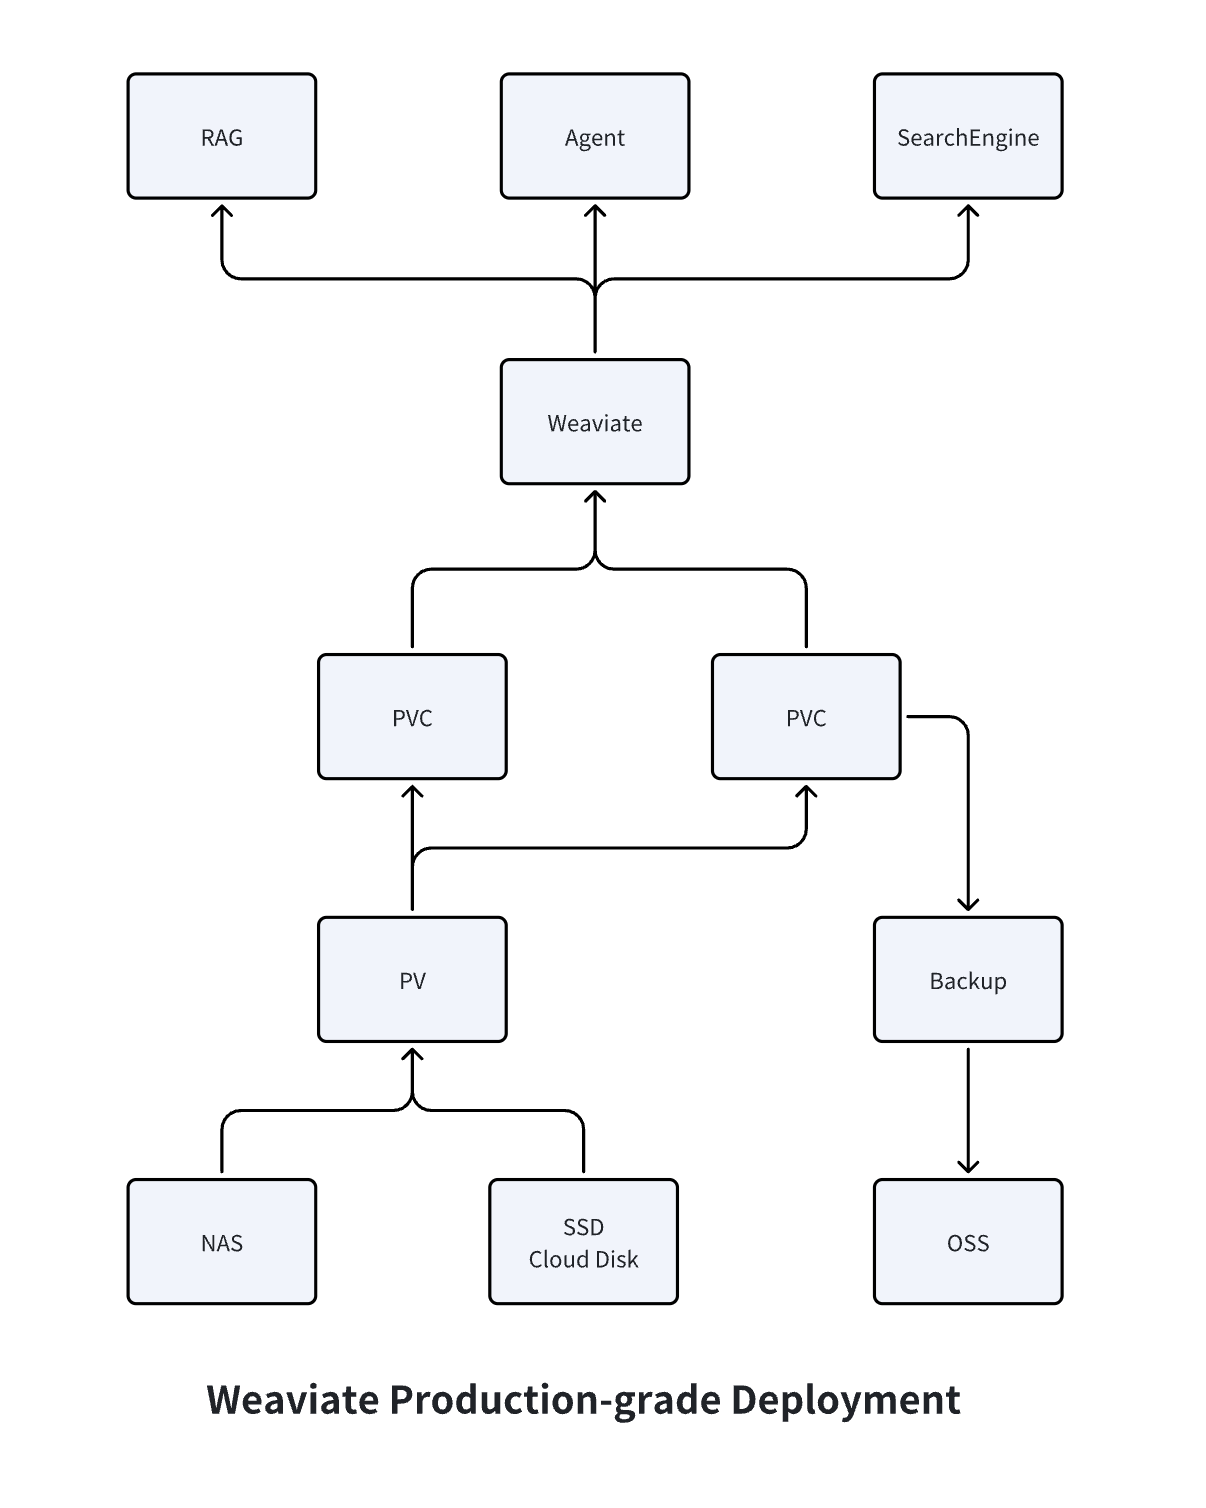 RAG
Agent
SearchEngine
Weaviate
PVC
PVC
PV
Backup
NAS
SSD
Cloud Disk
OSS
Weaviate Production-grade Deployment